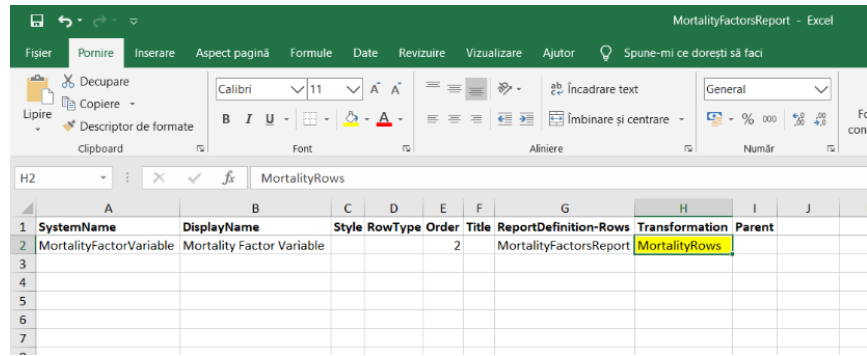 MortalityFactorsReport - Excel
Fișier Pornire Inserare Aspect pagină Formule Date Revizuire Vizualizare Ajutor Spune-mi ce dorești să faci
Lipire
Decupare
Copiere
Descriptor de formate
Clipboard
Calibri 11 A A
B I U A
Font
ab Încadrare text
Îmbinare și centrare
Aliniere
General
% 000
Număr
H2 fx MortalityRows
A B C D E F G H I J
1 SystemName DisplayName Style RowType Order Title ReportDefinition-Rows Transformation Parent
2 MortalityFactorVariable Mortality Factor Variable 2 MortalityFactorsReport MortalityRows
3
4
5
6
7